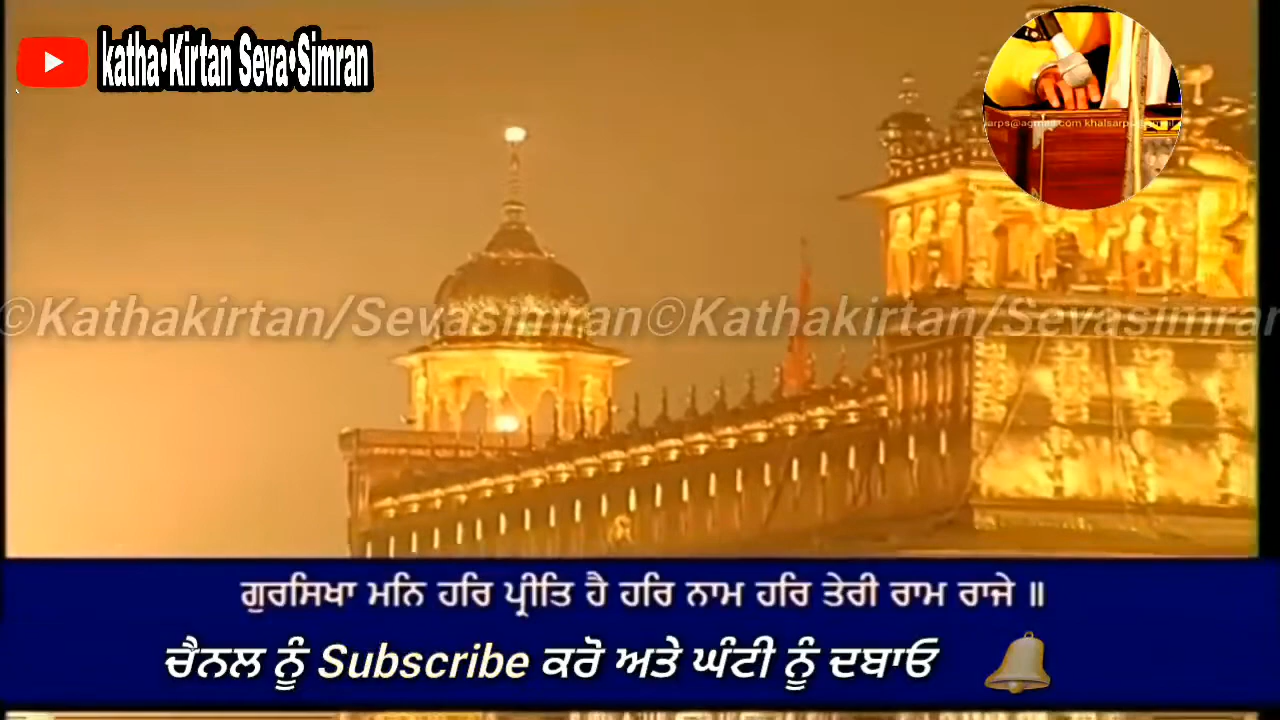 katha•Kirtan Seva•Simran
©Kathakirtan/Sevasimran©Kathakirtan/Sevasimran
ਗੁਰਸਿਖਾ ਮਨਿ ਹਰਿ ਪ੍ਰੀਤਿ ਹੈ ਹਰਿ ਨਾਮ ਹਰਿ ਤੇਰੀ ਰਾਮ ਰਾਜੇ ॥
ਚੈਨਲ ਨੂੰ Subscribe ਕਰੋ ਅਤੇ ਘੰਟੀ ਨੂੰ ਦਬਾਓ